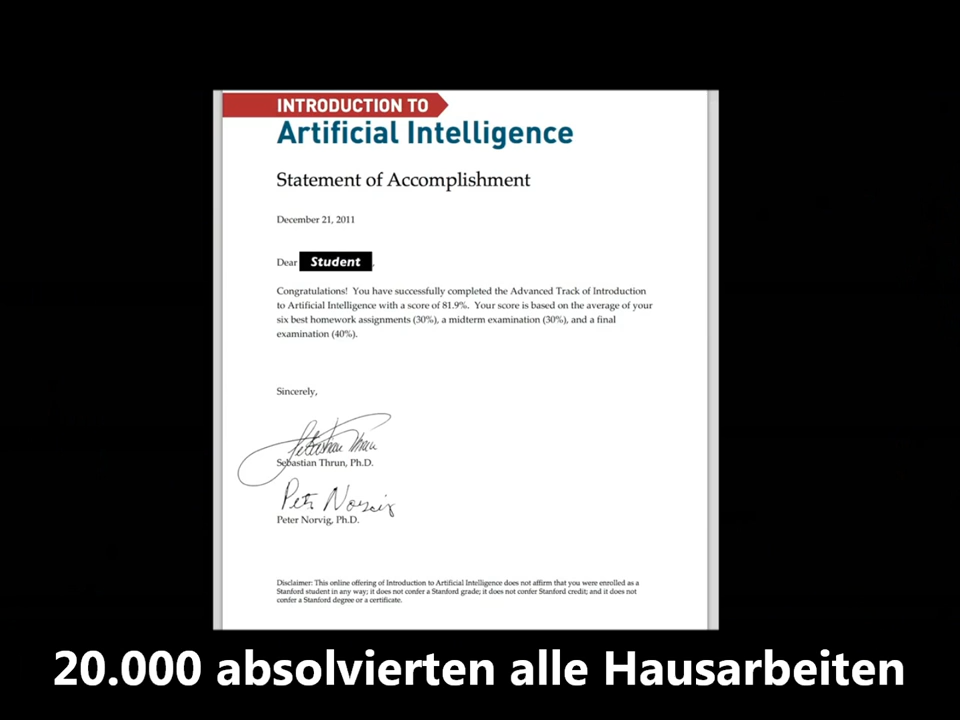 INTRODUCTION TO
Artificial Intelligence
Statement of Accomplishment
December 21, 2011
Dear Student,
Congratulations! You have successfully completed the Advanced Track of Introduction
to Artificial Intelligence with a score of 81.9%. Your score is based on the average of your
six best homework assignments (30%), a midterm examination (30%), and a final
examination (40%).
Sincerely,
Sebastian Thrun
Sebastian Thrun, Ph.D.
Peter Norvig
Peter Norvig, Ph.D.
Disclaimer: This online offering of Introduction to Artificial Intelligence does not affirm that you were enrolled as a
Stanford student in any way; it does not confer a Stanford grade; it does not confer Stanford credit; and it does not
confer a Stanford degree or a certificate.
20.000 absolvierten alle Hausarbeiten